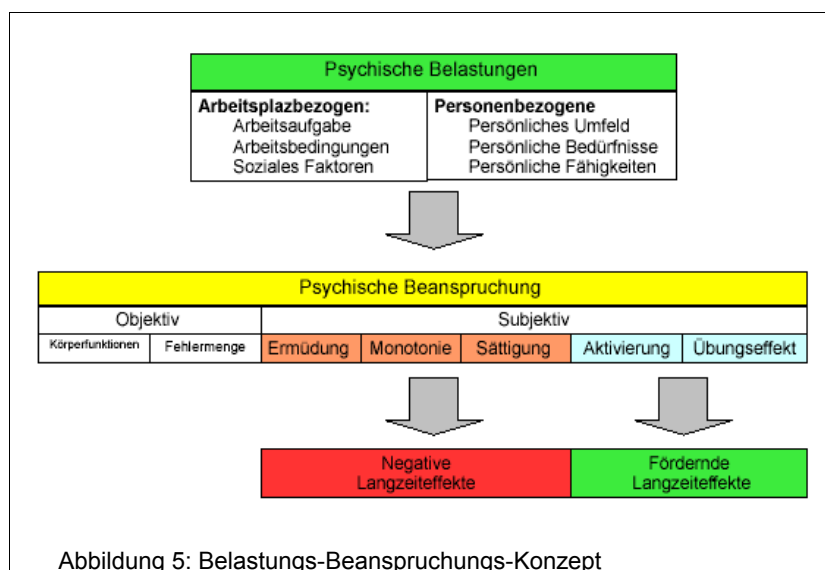 Psychische Belastungen
Arbeitsplazbezogen:
Arbeitsaufgabe
Arbeitsbedingungen
Soziales Faktoren
Personenbezogene
Persönliches Umfeld
Persönliche Bedürfnisse
Persönliche Fähigkeiten
Psychische Beanspruchung
Objektiv
Subjektiv
Körperfunktionen
Fehlermenge
Ermüdung
Monotonie
Sättigung
Aktivierung
Übungseffekt
Negative
Langzeiteffekte
Fördernde
Langzeiteffekte
Abbildung 5: Belastungs-Beanspruchungs-Konzept